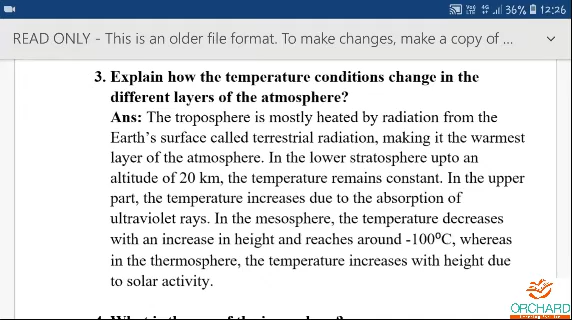 Vo) 4G 36% 12:26
LTE
READ ONLY - This is an older file format. To make changes, make a copy of ...
3. Explain how the temperature conditions change in the
different layers of the atmosphere?
Ans: The troposphere is mostly heated by radiation from the
Earth's surface called terrestrial radiation, making it the warmest
layer of the atmosphere. In the lower stratosphere upto an
altitude of 20 km, the temperature remains constant. In the upper
part, the temperature increases due to the absorption of
ultraviolet rays. In the mesosphere, the temperature decreases
with an increase in height and reaches around -100⁰C, whereas
in the thermosphere, the temperature increases with height due
to solar activity.
ORCHARD